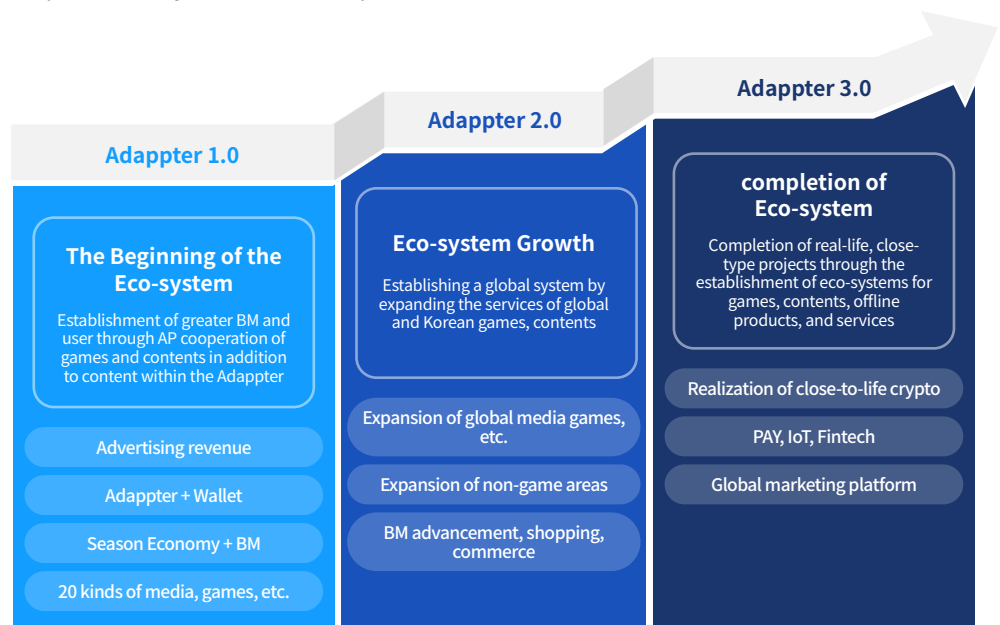 Adappter 1.0
The Beginning of the
Eco-system
Establishment of greater BM and
user through AP cooperation of
games and contents in addition
to content within the Adappter
Advertising revenue
Adappter + Wallet
Season Economy + BM
20 kinds of media, games, etc.
Adappter 2.0
Eco-system Growth
Establishing a global system by
expanding the services of global
and Korean games, contents
Expansion of global media games,
etc.
Expansion of non-game areas
BM advancement, shopping,
commerce
Adappter 3.0
completion of
Eco-system
Completion of real-life, close-
type projects through the
establishment of eco-systems for
games, contents, offline
products, and services
Realization of close-to-life crypto
PAY, IoT, Fintech
Global marketing platform